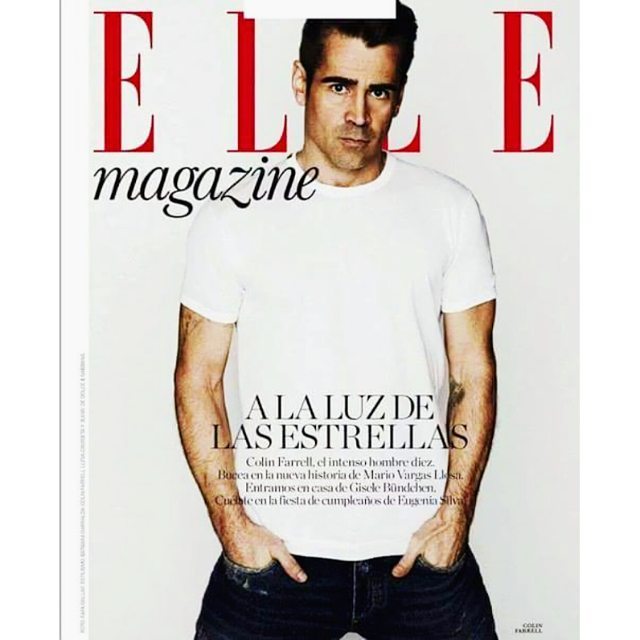 ELLE
magazine
A LA LUZ DE
LAS ESTRELLAS
Colin Farrell, el intenso hombre diez.
Bucea en la nueva historia de Mario Vargas Llosa.
Entramos en casa de Gisele Bündchen.
Cuélate en la fiesta de cumpleaños de Eugenia Silva.
COLIN
FARRELL